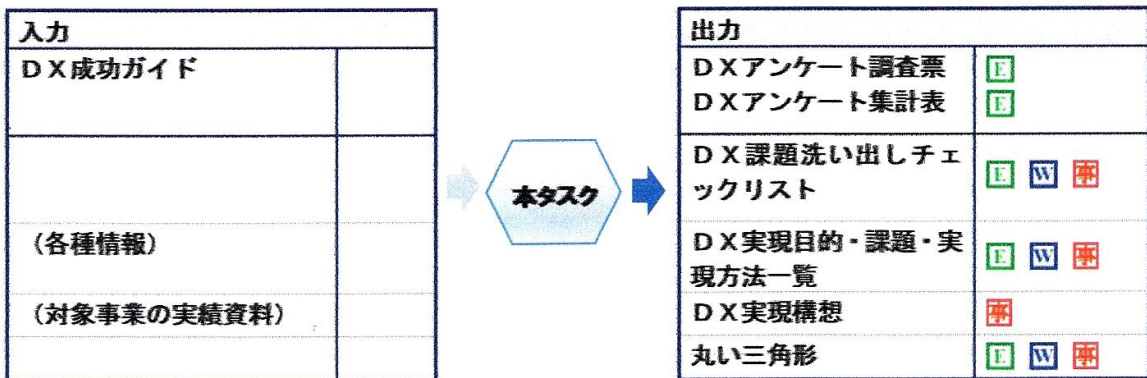 入力
ＤＸ成功ガイド
（各種情報）
（対象事業の実績資料）
本タスク
出力
ＤＸアンケート調査票 E
ＤＸアンケート集計表 E
ＤＸ課題洗い出しチェ
ックリスト E W 事
ＤＸ実現目的・課題・実
現方法一覧 E W 事
ＤＸ実現構想 事
丸い三角形 E W 事